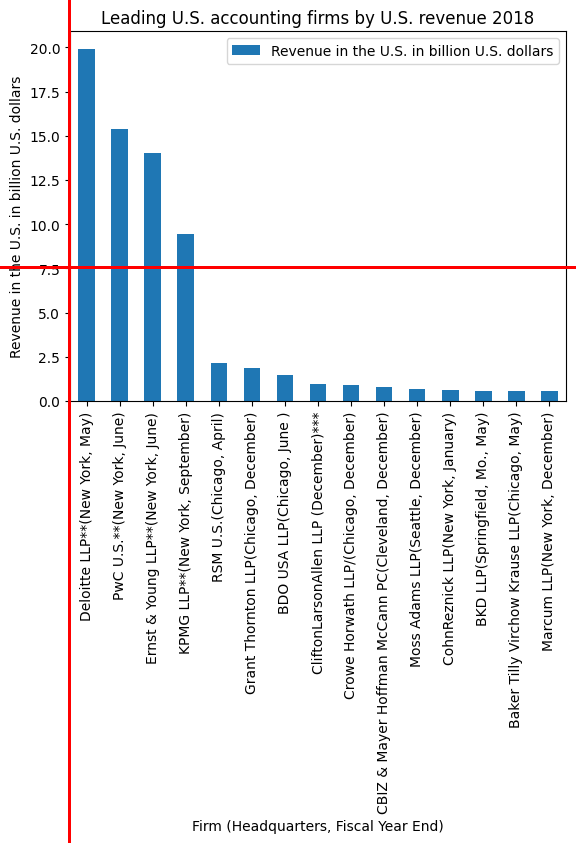 Leading U.S. accounting firms by U.S. revenue 2018
Revenue in the U.S. in billion U.S. dollars
Revenue in the U.S. in billion U.S. dollars
20.0
17.5
15.0
12.5
10.0
7.5
5.0
2.5
0.0
Deloitte LLP**(New York, May)
PwC U.S.**(New York, June)
Ernst & Young LLP**(New York, June)
KPMG LLP**(New York, September)
RSM U.S.(Chicago, April)
Grant Thornton LLP(Chicago, December)
BDO USA LLP(Chicago, June )
CliftonLarsonAllen LLP (December)***
Crowe Horwath LLP/(Chicago, December)
CBIZ & Mayer Hoffman McCann PC(Cleveland, December)
Moss Adams LLP(Seattle, December)
CohnReznick LLP(New York, January)
BKD LLP(Springfield, Mo., May)
Baker Tilly Virchow Krause LLP(Chicago, May)
Marcum LLP(New York, December)
Firm (Headquarters, Fiscal Year End)